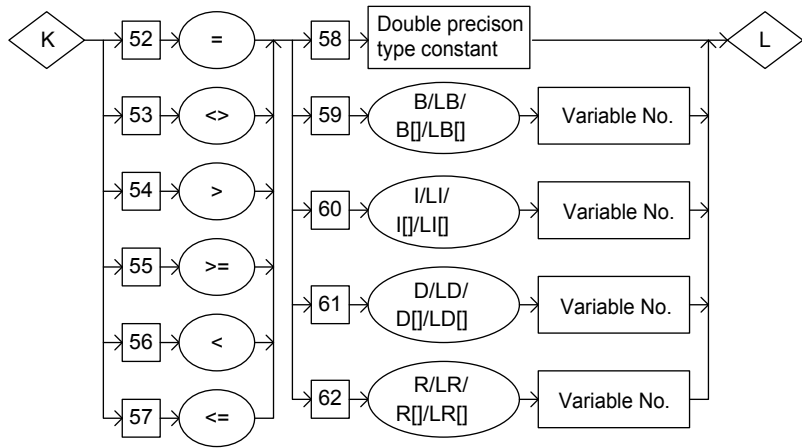 K
52
=
58
Double precison
type constant
L
53
<>
59
B/LB/
B[]/LB[]
Variable No.
54
>
60
I/LI/
I[]/LI[]
Variable No.
55
>=
61
D/LD/
D[]/LD[]
Variable No.
56
<
62
R/LR/
R[]/LR[]
Variable No.
57
<=